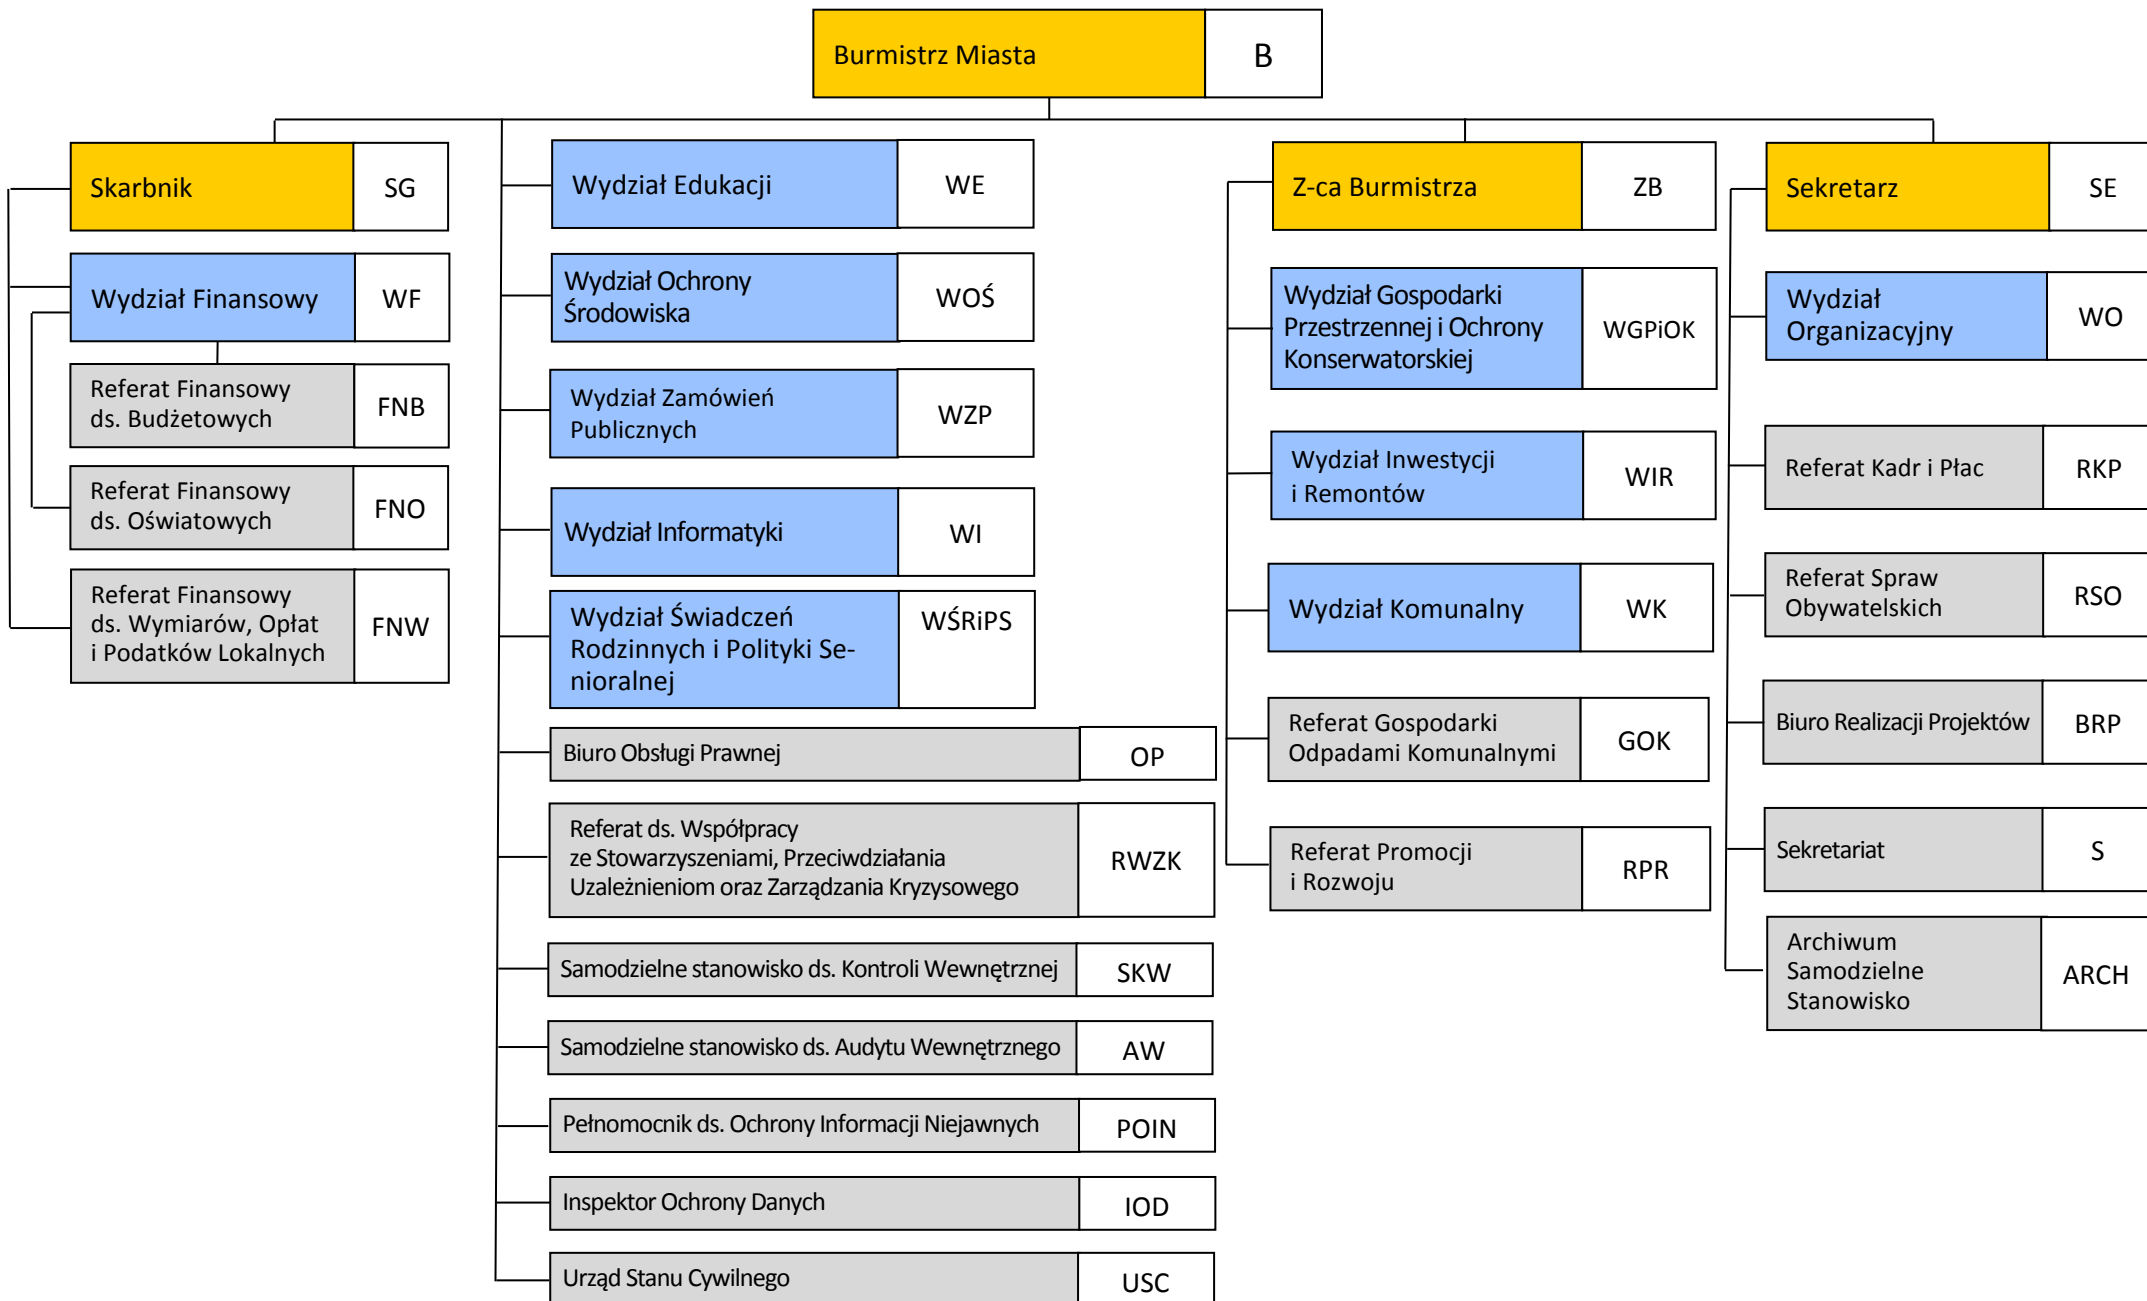 Burmistrz Miasta
B
Skarbnik
SG
Wydział Finansowy
WF
Referat Finansowy
ds. Budżetowych
FNB
Referat Finansowy
ds. Oświatowych
FNO
Referat Finansowy
ds. Wymiarów, Opłat
i Podatków Lokalnych
FNW
Wydział Edukacji
WE
Wydział Ochrony
Środowiska
WOŚ
Wydział Zamówień
Publicznych
WZP
Wydział Informatyki
WI
Wydział Świadczeń
Rodzinnych i Polityki Se-
nioralnej
WŚRiPS
Biuro Obsługi Prawnej
OP
Referat ds. Współpracy
ze Stowarzyszeniami, Przeciwdziałania
Uzależnieniom oraz Zarządzania Kryzysowego
RWZK
Samodzielne stanowisko ds. Kontroli Wewnętrznej
SKW
Samodzielne stanowisko ds. Audytu Wewnętrznego
AW
Pełnomocnik ds. Ochrony Informacji Niejawnych
POIN
Inspektor Ochrony Danych
IOD
Urząd Stanu Cywilnego
USC
Z-ca Burmistrza
ZB
Wydział Gospodarki
Przestrzennej i Ochrony
Konserwatorskiej
WGPiOK
Wydział Inwestycji
i Remontów
WIR
Wydział Komunalny
WK
Referat Gospodarki
Odpadami Komunalnymi
GOK
Referat Promocji
i Rozwoju
RPR
Sekretarz
SE
Wydział
Organizacyjny
WO
Referat Kadr i Płac
RKP
Referat Spraw
Obywatelskich
RSO
Biuro Realizacji Projektów
BRP
Sekretariat
S
Archiwum
Samodzielne
Stanowisko
ARCH